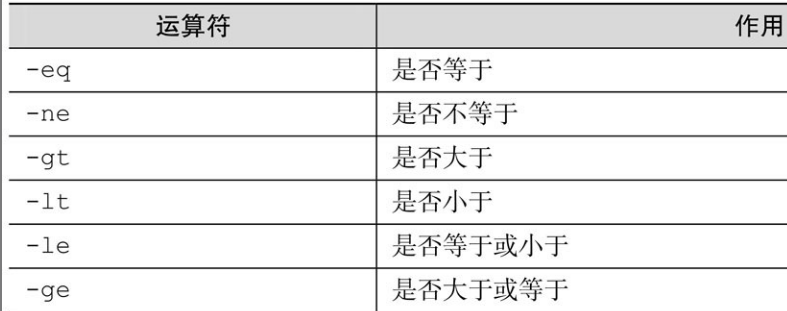 运算符 作用
-eq 是否等于
-ne 是否不等于
-gt 是否大于
-lt 是否小于
-le 是否等于或小于
-ge 是否大于或等于